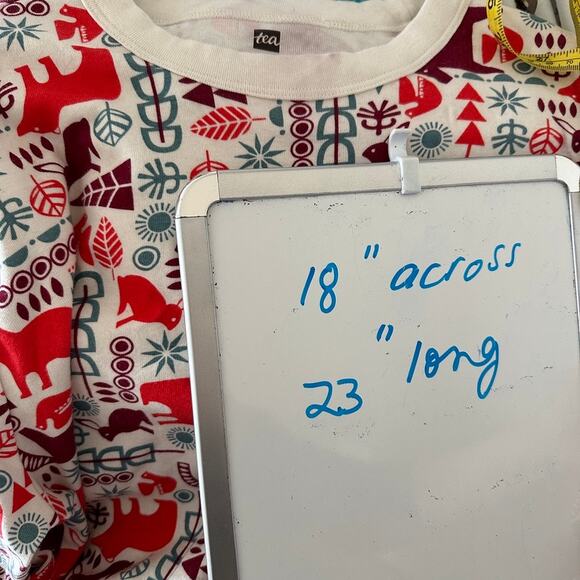 tea
18" across
23" long